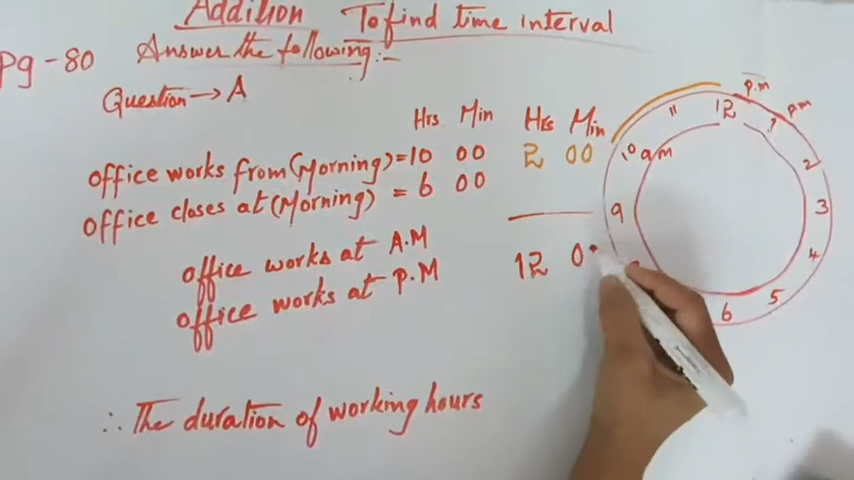 Addition To find time interval
Pg - 80 Answer the following :-
Question → A
Hrs Min Hrs Min
office works from (Morning) = 10 00 2 00
office closes at (Morning) = 6 00
office works at A.M
office works at P.M 12 0
∴ The duration of working hours
p.m
p.m
12
1
2
3
4
5
6
9
10 am
11